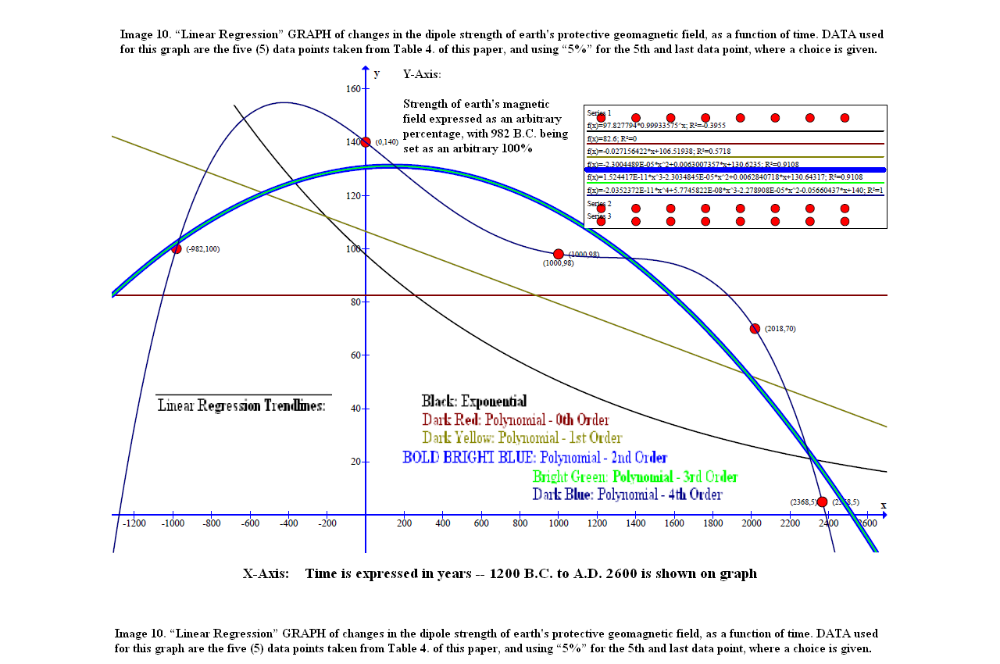 Image 10. “Linear Regression” GRAPH of changes in the dipole strength of earth's protective geomagnetic field, as a function of time. DATA used
for this graph are the five (5) data points taken from Table 4. of this paper, and using “5%” for the 5th and last data point, where a choice is given.
y
Y-Axis:
Strength of earth's magnetic
field expressed as an arbitrary
percentage, with 982 B.C. being
set as an arbitrary 100%
Series 1
f(x)=97.827794*0.99933575^x; R²=-0.3955
f(x)=82.6; R²=0
f(x)=-0.027156422*x+106.51938; R²=0.5718
f(x)=-2.3004489E-05*x^2+0.0063007357*x+130.6235; R²=0.9108
f(x)=1.524417E-11*x^3-2.3034845E-05*x^2+0.0062840718*x+130.64317; R²=0.9108
f(x)=-2.0352372E-11*x^4+5.7745822E-08*x^3-2.278908E-05*x^2-0.05660437*x+140; R²=1
Series 2
Series 3
160
140
120
100
80
60
40
20
(0,140)
(-982,100)
(1000,98)
(1000,98)
(2018,70)
(2368,5)
(2368,5)
Linear Regression Trendlines:
Black: Exponential
Dark Red: Polynomial - 0th Order
Dark Yellow: Polynomial - 1st Order
BOLD BRIGHT BLUE: Polynomial - 2nd Order
Bright Green: Polynomial - 3rd Order
Dark Blue: Polynomial - 4th Order
x
-1200 -1000 -800 -600 -400 -200 200 400 600 800 1000 1200 1400 1600 1800 2000 2200 2400 2600
X-Axis: Time is expressed in years -- 1200 B.C. to A.D. 2600 is shown on graph
Image 10. “Linear Regression” GRAPH of changes in the dipole strength of earth's protective geomagnetic field, as a function of time. DATA used
for this graph are the five (5) data points taken from Table 4. of this paper, and using “5%” for the 5th and last data point, where a choice is given.